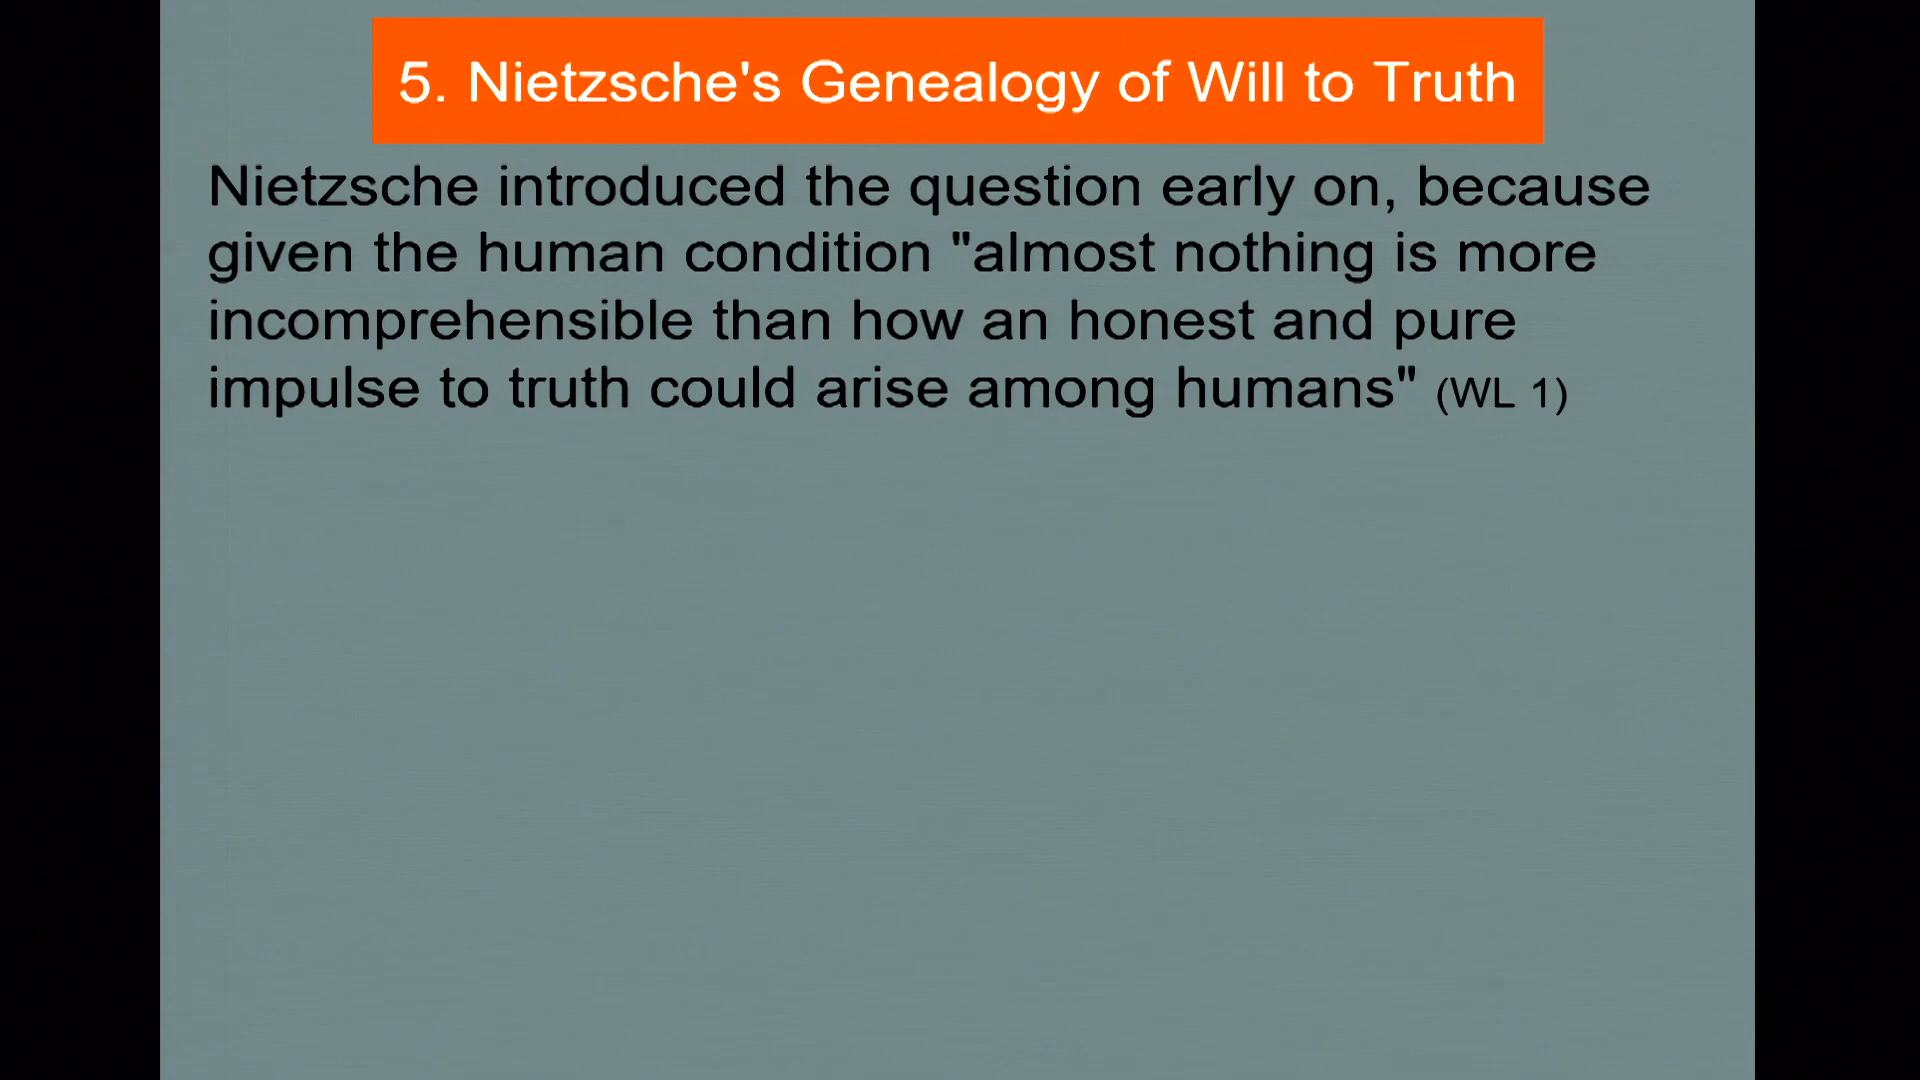 5. Nietzsche's Genealogy of Will to Truth
Nietzsche introduced the question early on, because
given the human condition "almost nothing is more
incomprehensible than how an honest and pure
impulse to truth could arise among humans" (WL 1)